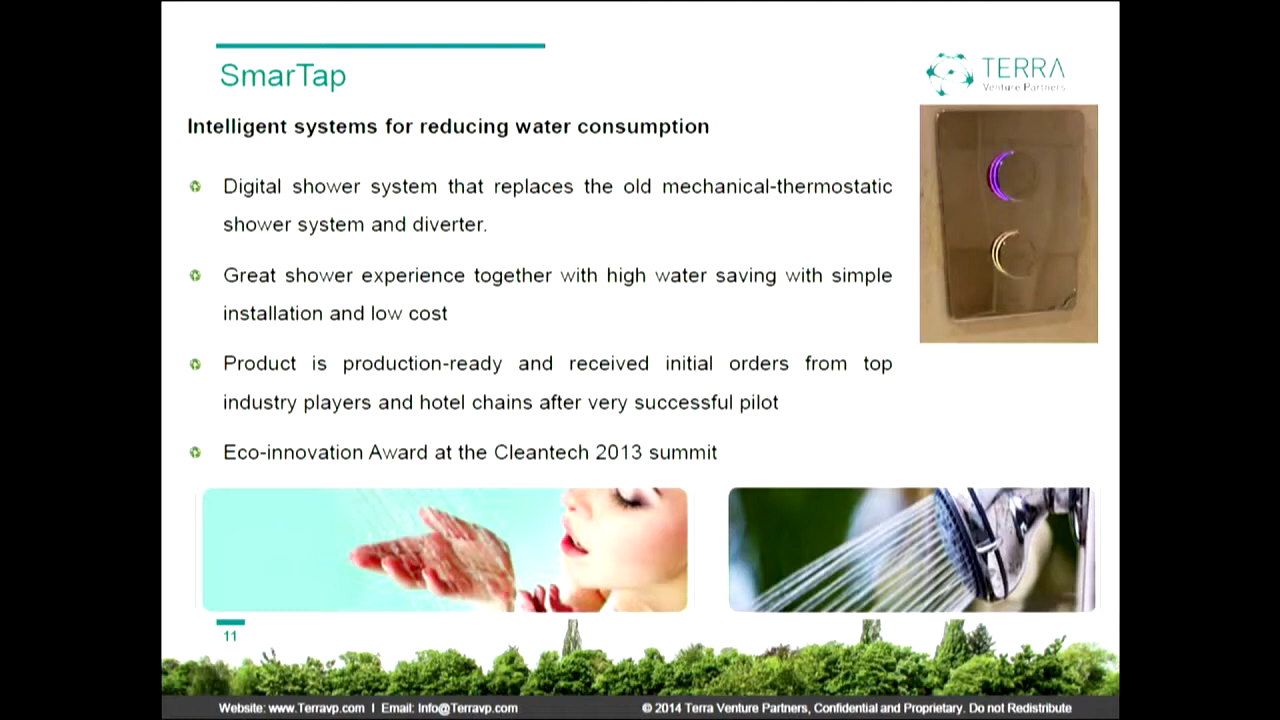 SmarTap
TERRA
Venture Partners
Intelligent systems for reducing water consumption
Digital shower system that replaces the old mechanical-thermostatic
shower system and diverter.
Great shower experience together with high water saving with simple
installation and low cost
Product is production-ready and received initial orders from top
industry players and hotel chains after very successful pilot
Eco-innovation Award at the Cleantech 2013 summit
11
Website: www.Terravp.com I Email: Info@Terravp.com
© 2014 Terra Venture Partners, Confidential and Proprietary. Do not Redistribute